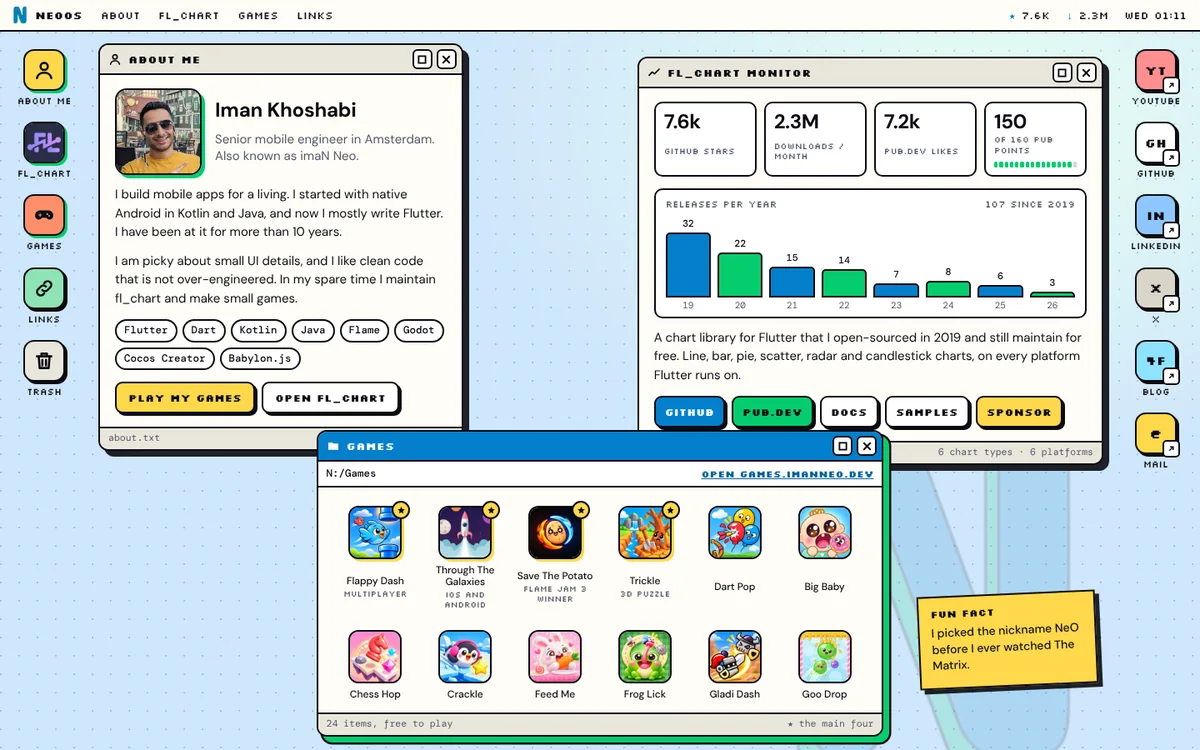 NEOOS ABOUT FL_CHART GAMES LINKS
★ 7.6K ↓ 2.3M WED 01:11
ABOUT ME
FL_CHART
GAMES
LINKS
TRASH
ABOUT ME
Iman Khoshabi
Senior mobile engineer in Amsterdam.
Also known as imaN Neo.
I build mobile apps for a living. I started with native
Android in Kotlin and Java, and now I mostly write Flutter.
I have been at it for more than 10 years.
I am picky about small UI details, and I like clean code
that is not over-engineered. In my spare time I maintain
fl_chart and make small games.
Flutter Dart Kotlin Java Flame Godot
Cocos Creator Babylon.js
PLAY MY GAMES OPEN FL_CHART
about.txt
FL_CHART MONITOR
7.6k
GITHUB STARS
2.3M
DOWNLOADS /
MONTH
7.2k
PUB.DEV LIKES
150
OF 160 PUB
POINTS
RELEASES PER YEAR 107 SINCE 2019
32 22 15 14 7 8 6 3
19 20 21 22 23 24 25 26
A chart library for Flutter that I open-sourced in 2019 and still maintain for
free. Line, bar, pie, scatter, radar and candlestick charts, on every platform
Flutter runs on.
GITHUB PUB.DEV DOCS SAMPLES SPONSOR
6 chart types · 6 platforms
YT
YOUTUBE
GH
GITHUB
IN
LINKEDIN
X
X
BLOG
@
MAIL
GAMES
N:/Games OPEN GAMES.IMANNEO.DEV
Flappy Dash
MULTIPLAYER
Through The
Galaxies
IOS AND
ANDROID
Save The Potato
FLAME JAM 3
WINNER
Trickle
3D PUZZLE
Dart Pop
Big Baby
Chess Hop
Crackle
Feed Me
Frog Lick
Gladi Dash
Goo Drop
24 items, free to play ★ the main four
FUN FACT
I picked the nickname NeO
before I ever watched The
Matrix.